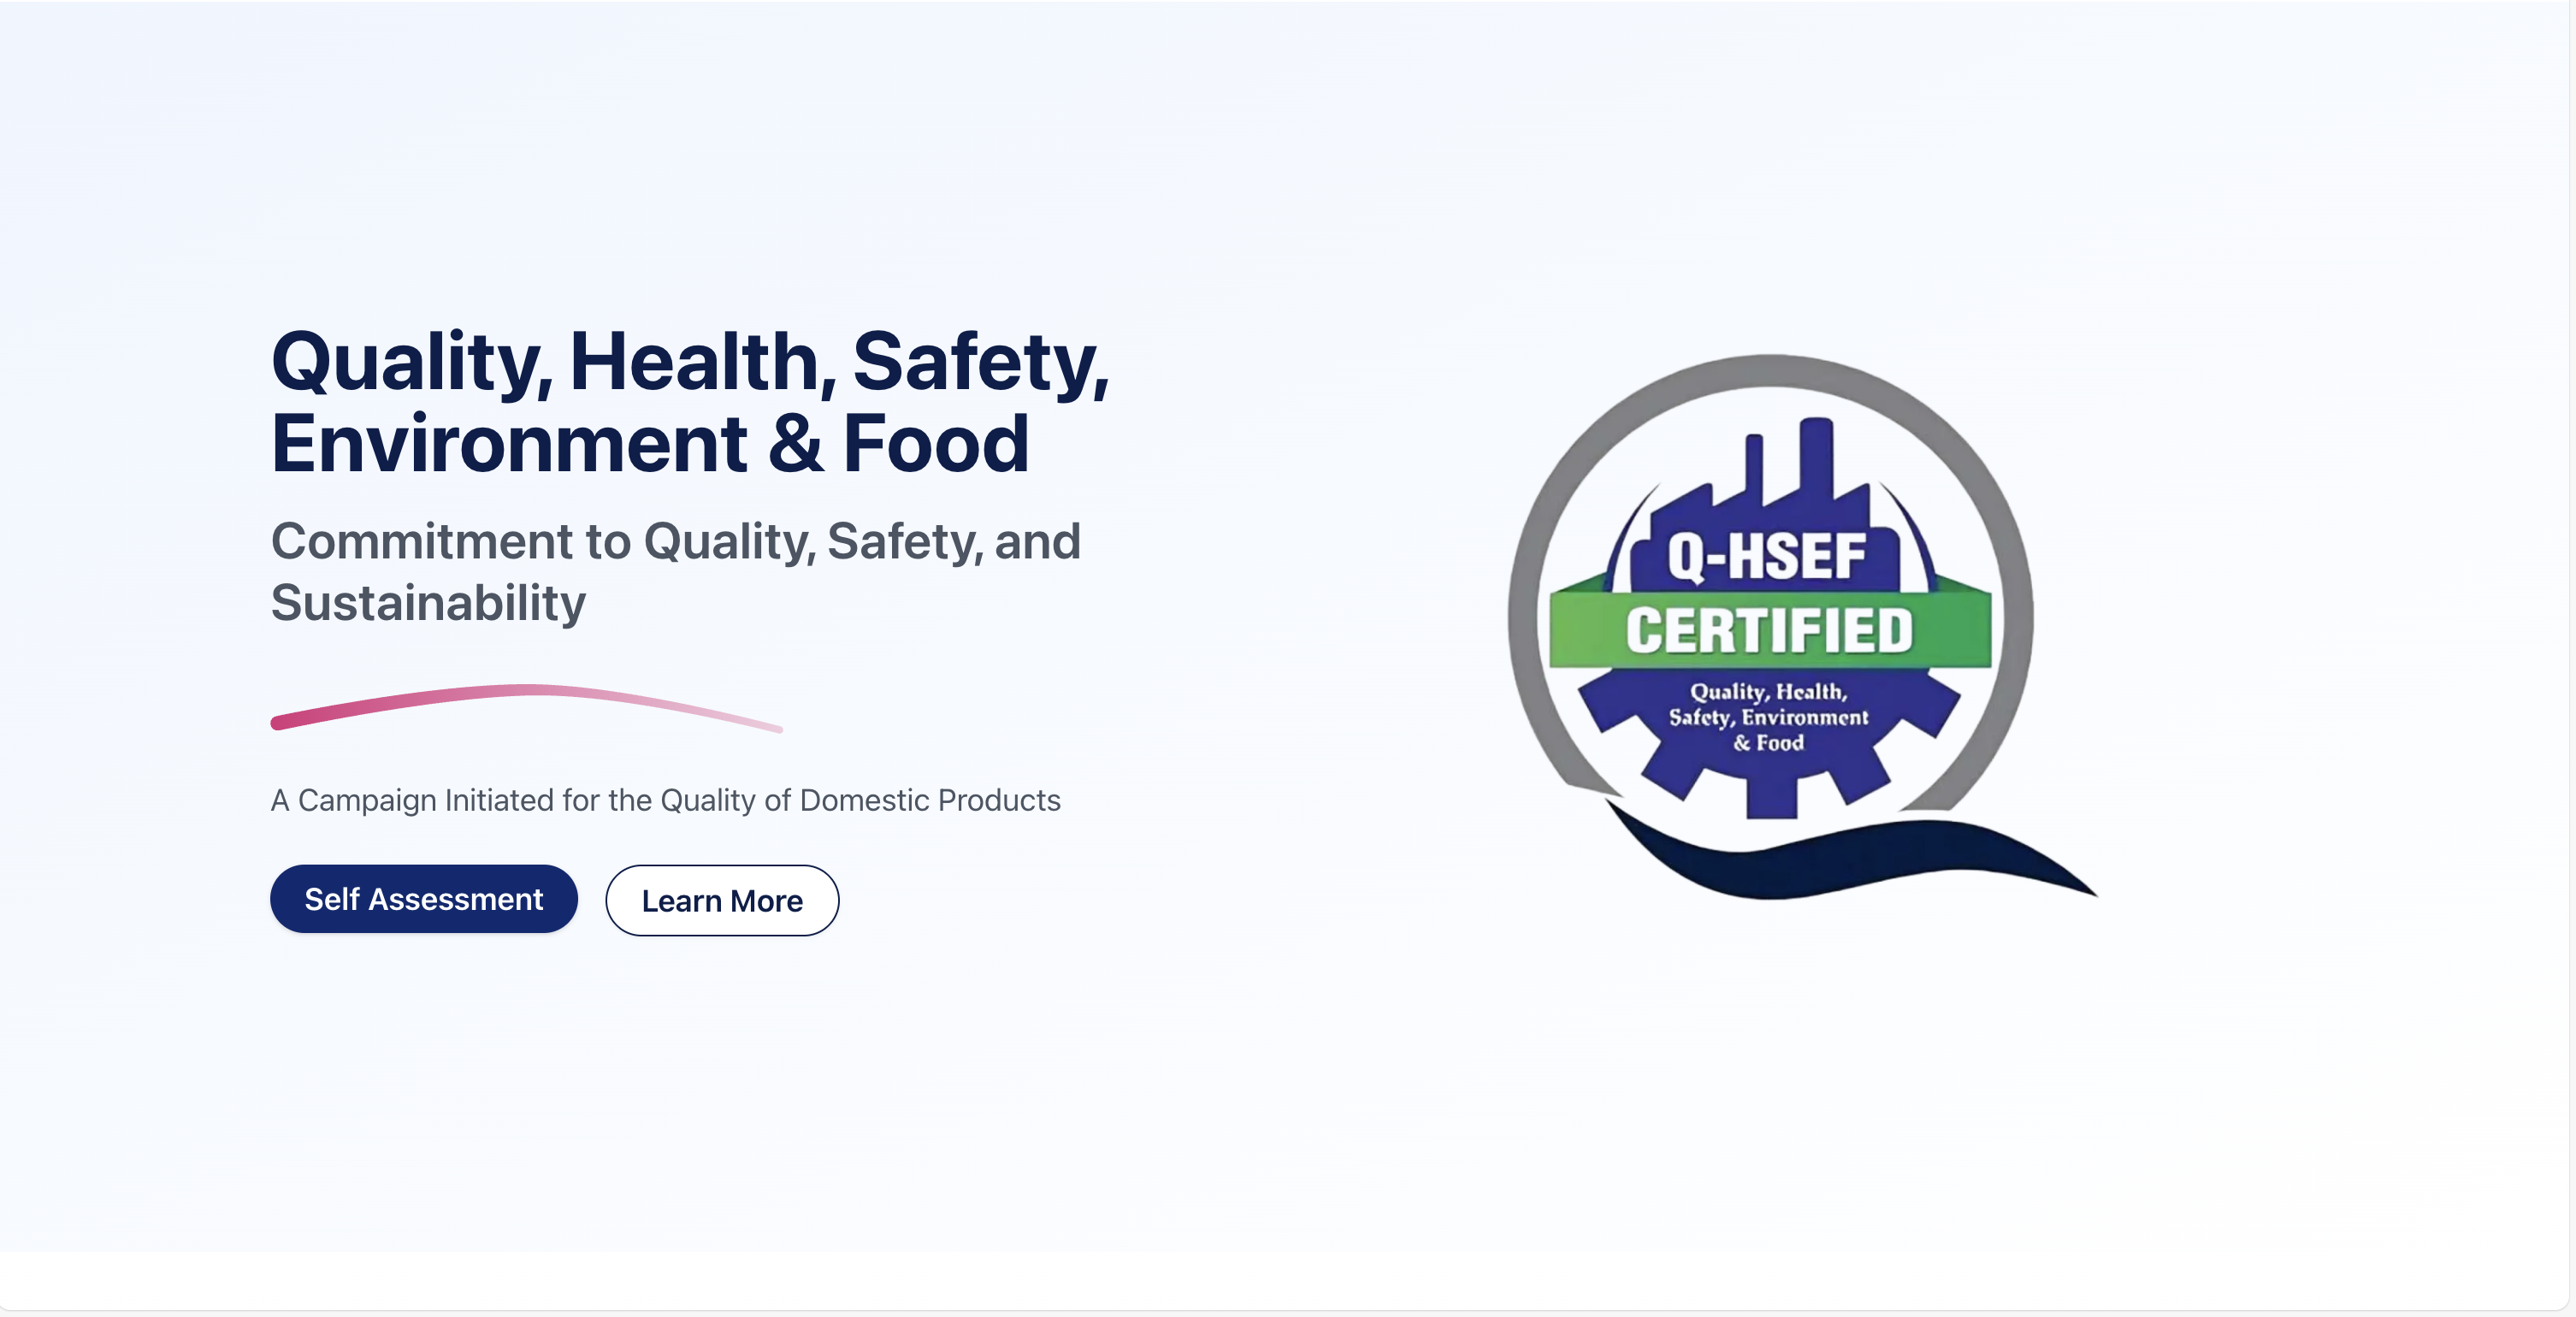 Quality, Health, Safety,
Environment & Food
Commitment to Quality, Safety, and
Sustainability
A Campaign Initiated for the Quality of Domestic Products
Self Assessment
Learn More
Q-HSEF
CERTIFIED
Quality, Health,
Safety, Environment
& Food